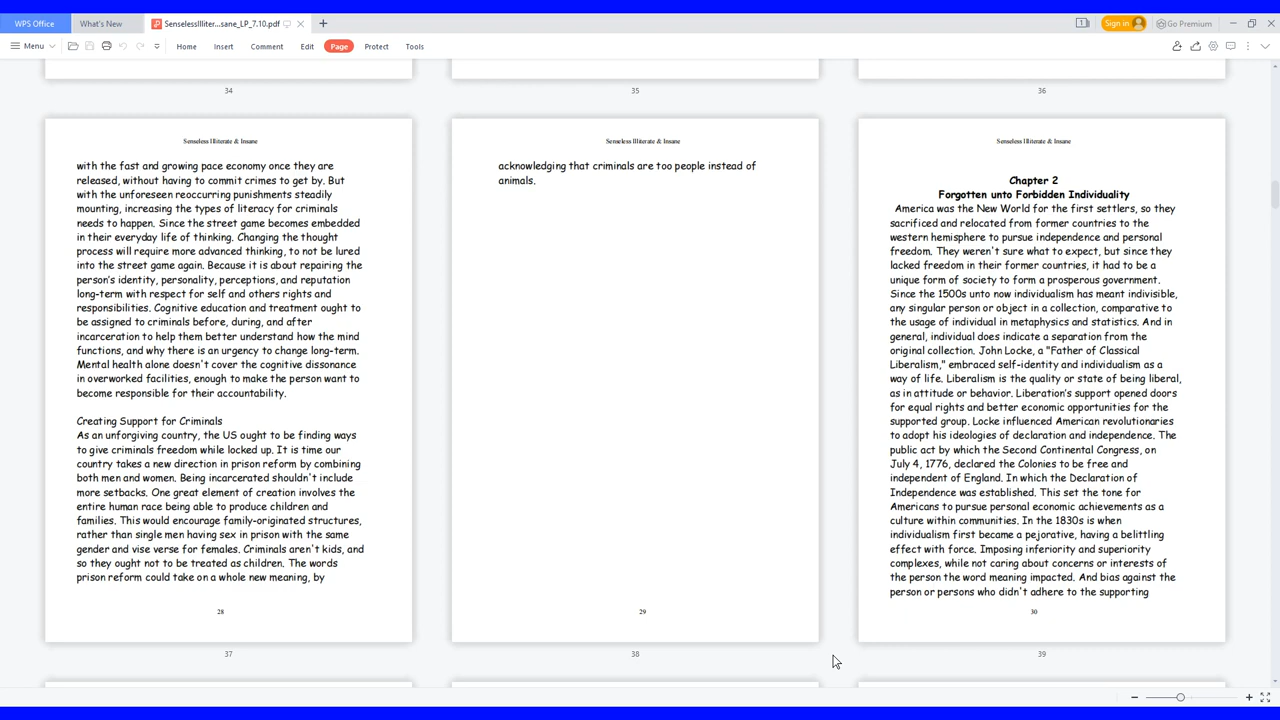 WPS Office
What's New
SenselessIlliter...sane_LP_7.10.pdf
1
Sign in
Go Premium
Menu
Home
Insert
Comment
Edit
Page
Protect
Tools
34
35
36
Senseless Illiterate & Insane
with the fast and growing pace economy once they are
released, without having to commit crimes to get by. But
with the unforeseen reoccurring punishments steadily
mounting, increasing the types of literacy for criminals
needs to happen. Since the street game becomes embedded
in their everyday life of thinking. Changing the thought
process will require more advanced thinking, to not be lured
into the street game again. Because it is about repairing the
person's identity, personality, perceptions, and reputation
long-term with respect for self and others rights and
responsibilities. Cognitive education and treatment ought to
be assigned to criminals before, during, and after
incarceration to help them better understand how the mind
functions, and why there is an urgency to change long-term.
Mental health alone doesn't cover the cognitive dissonance
in overworked facilities, enough to make the person want to
become responsible for their accountability.
Creating Support for Criminals
As an unforgiving country, the US ought to be finding ways
to give criminals freedom while locked up. It is time our
country takes a new direction in prison reform by combining
both men and women. Being incarcerated shouldn't include
more setbacks. One great element of creation involves the
entire human race being able to produce children and
families. This would encourage family-originated structures,
rather than single men having sex in prison with the same
gender and vise verse for females. Criminals aren't kids, and
so they ought not to be treated as children. The words
prison reform could take on a whole new meaning, by
28
37
Senseless Illiterate & Insane
acknowledging that criminals are too people instead of
animals.
29
38
Senseless Illiterate & Insane
Chapter 2
Forgotten unto Forbidden Individuality
America was the New World for the first settlers, so they
sacrificed and relocated from former countries to the
western hemisphere to pursue independence and personal
freedom. They weren't sure what to expect, but since they
lacked freedom in their former countries, it had to be a
unique form of society to form a prosperous government.
Since the 1500s unto now individualism has meant indivisible,
any singular person or object in a collection, comparative to
the usage of individual in metaphysics and statistics. And in
general, individual does indicate a separation from the
original collection. John Locke, a "Father of Classical
Liberalism," embraced self-identity and individualism as a
way of life. Liberalism is the quality or state of being liberal,
as in attitude or behavior. Liberation's support opened doors
for equal rights and better economic opportunities for the
supported group. Locke influenced American revolutionaries
to adopt his ideologies of declaration and independence. The
public act by which the Second Continental Congress, on
July 4, 1776, declared the Colonies to be free and
independent of England. In which the Declaration of
Independence was established. This set the tone for
Americans to pursue personal economic achievements as a
culture within communities. In the 1830s is when
individualism first became a pejorative, having a belittling
effect with force. Imposing inferiority and superiority
complexes, while not caring about concerns or interests of
the person the word meaning impacted. And bias against the
person or persons who didn't adhere to the supporting
30
39